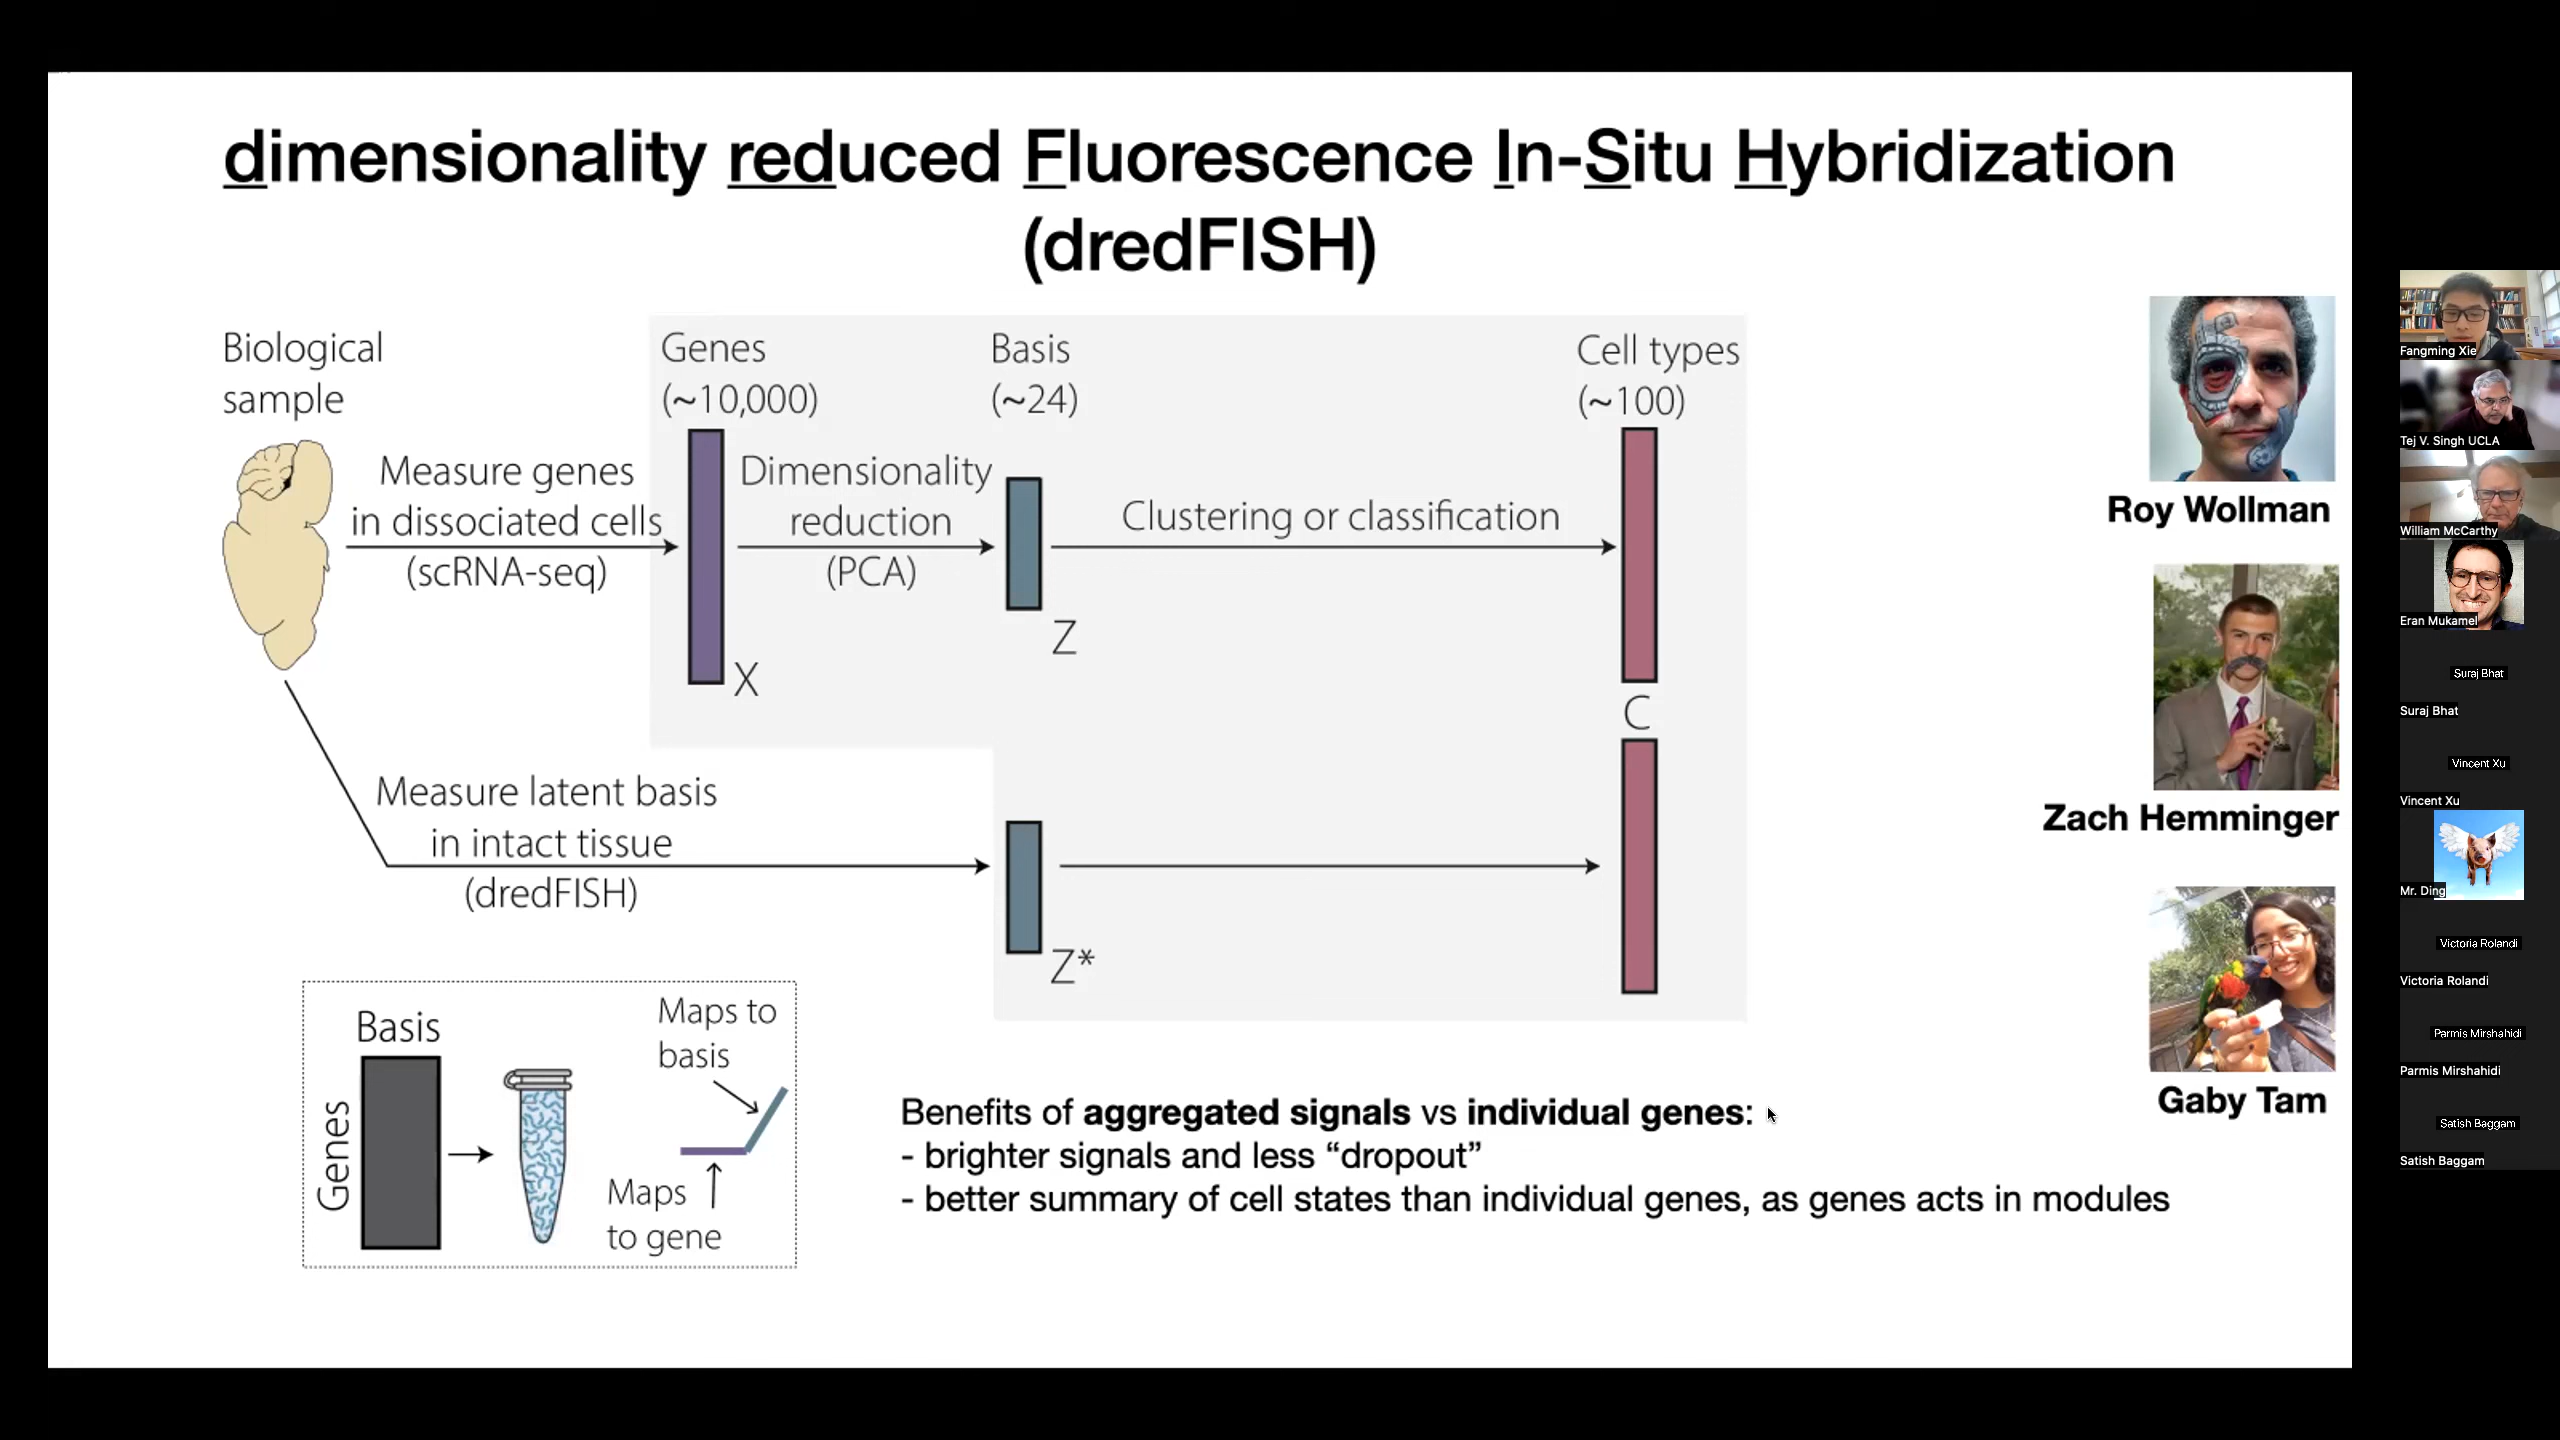 dimensionality reduced Fluorescence In-Situ Hybridization
(dredFISH)
Biological
sample
Measure genes
in dissociated cells
(scRNA-seq)
Genes
(~10,000)
X
Dimensionality
reduction
(PCA)
Basis
(~24)
Z
Clustering or classification
Cell types
(~100)
C
Measure latent basis
in intact tissue
(dredFISH)
Z*
Basis
Genes
Maps to
basis
Maps
to gene
Benefits of aggregated signals vs individual genes:
- brighter signals and less “dropout”
- better summary of cell states than individual genes, as genes acts in modules
Roy Wollman
Zach Hemminger
Gaby Tam
Fangming Xie
Tej V. Singh UCLA
William McCarthy
Eran Mukamel
Suraj Bhat
Suraj Bhat
Vincent Xu
Vincent Xu
Mr. Ding
Victoria Rolandi
Victoria Rolandi
Parmis Mirshahidi
Parmis Mirshahidi
Satish Baggam
Satish Baggam